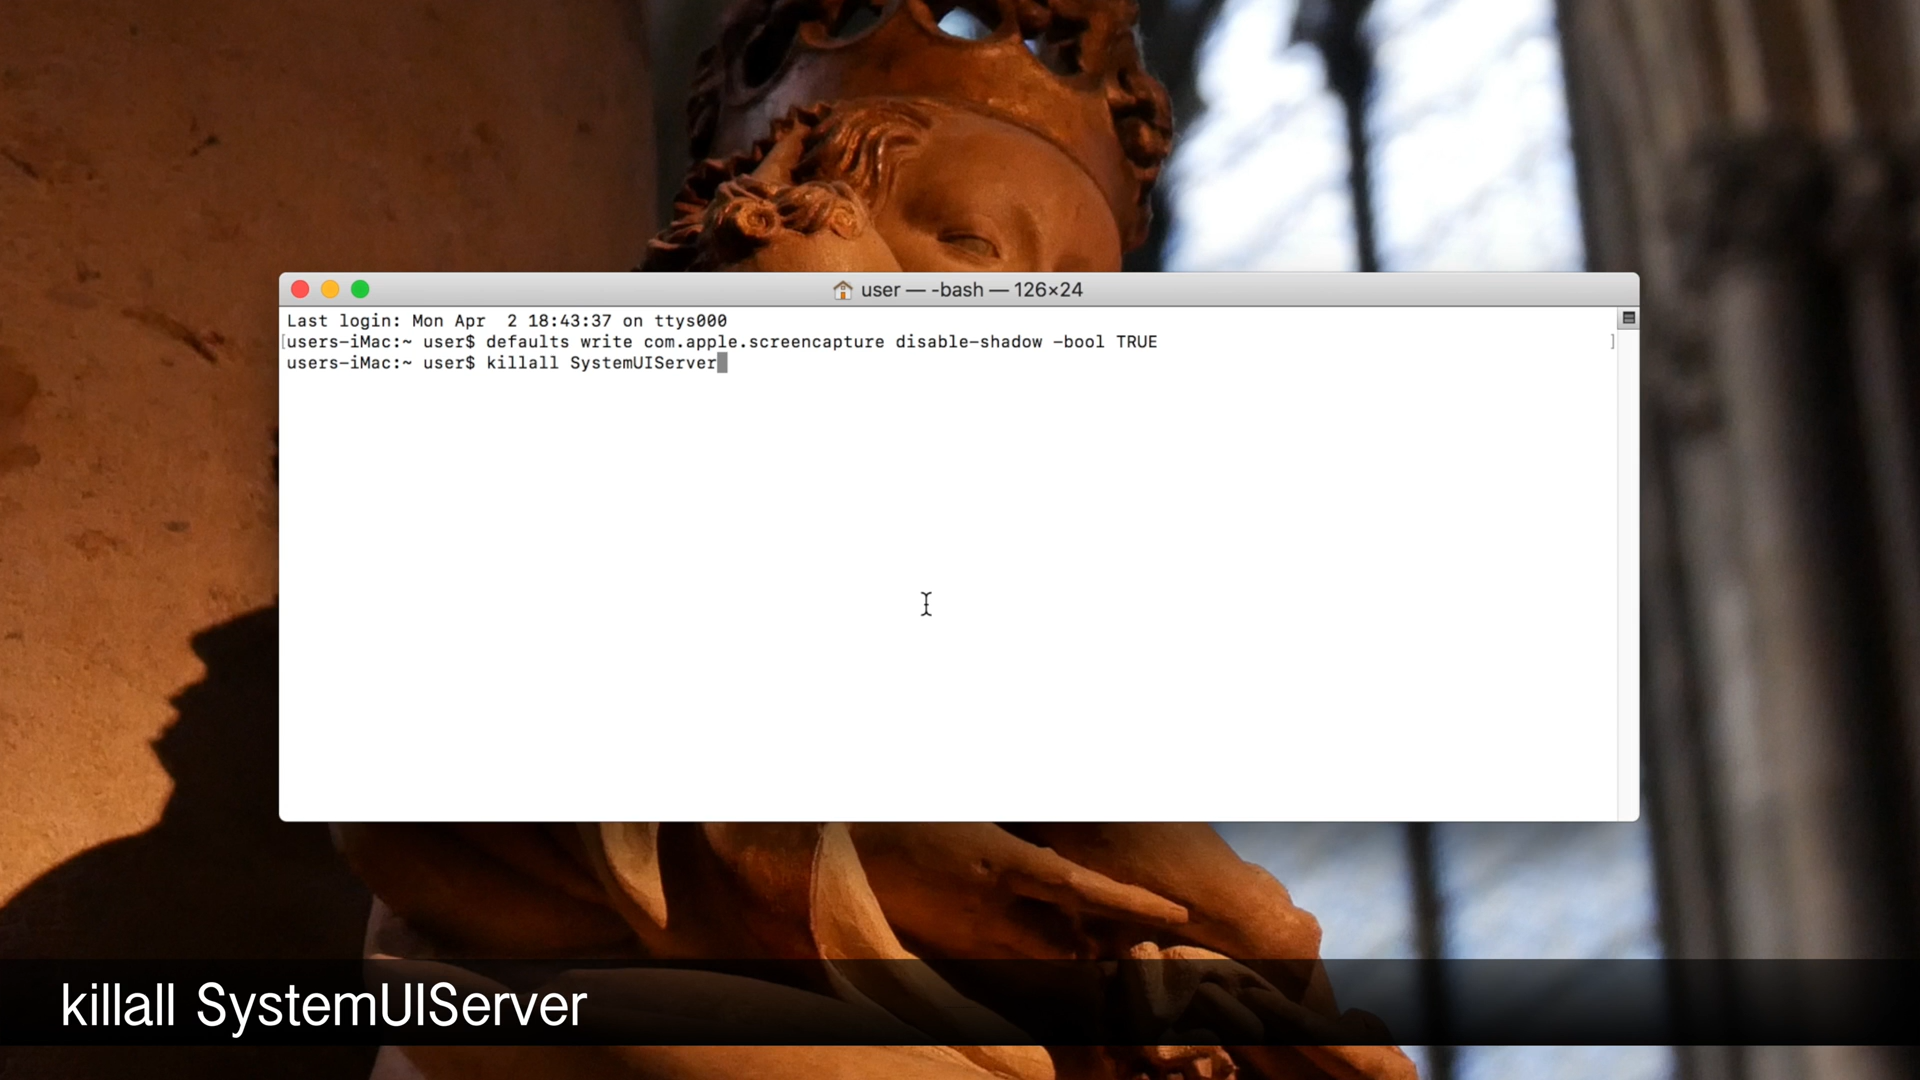 user — -bash — 126×24
Last login: Mon Apr  2 18:43:37 on ttys000
[users-iMac:~ user$ defaults write com.apple.screencapture disable-shadow -bool TRUE ]
users-iMac:~ user$ killall SystemUIServer
killall SystemUIServer